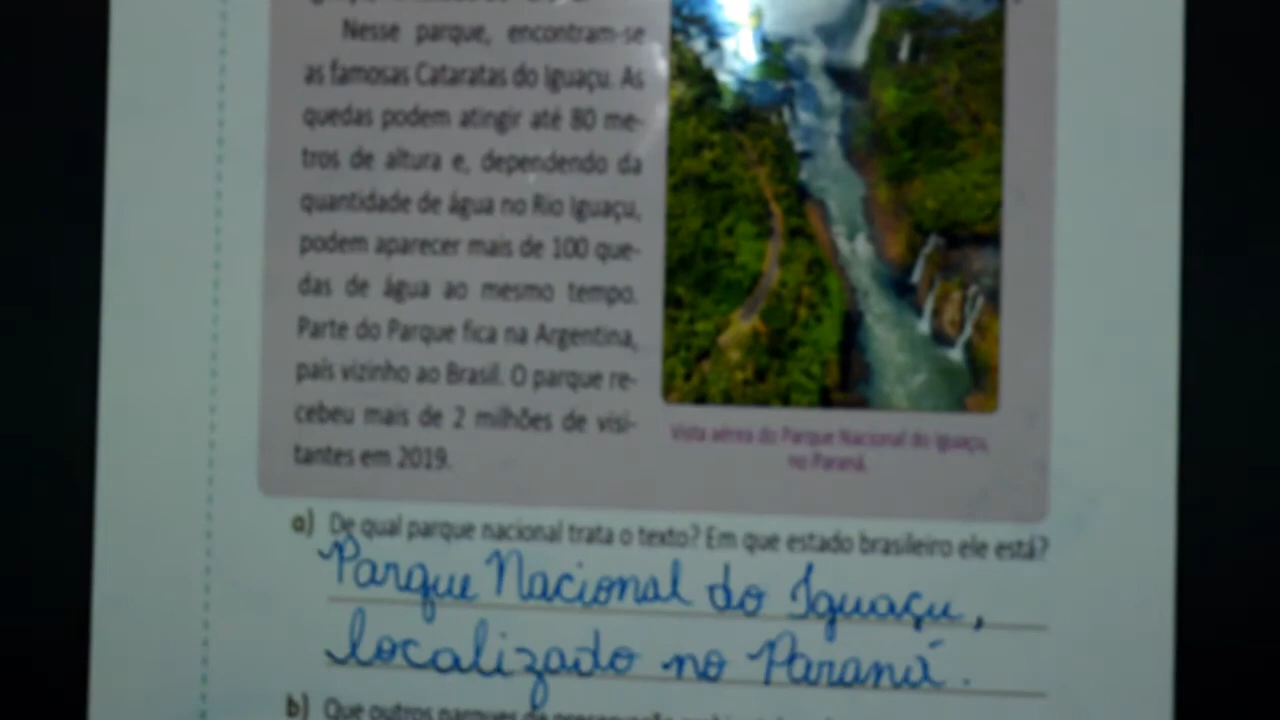 Nesse parque, encontram-se
as famosas Cataratas do Iguaçu. As
quedas podem atingir até 80 me-
tros de altura e, dependendo da
quantidade de água no Rio Iguaçu,
podem aparecer mais de 100 que-
das de água ao mesmo tempo.
Parte do Parque fica na Argentina,
país vizinho ao Brasil. O parque re-
cebeu mais de 2 milhões de visi-
tantes em 2019.
Vista aérea do Parque Nacional do Iguaçu,
no Paraná.
a) De qual parque nacional trata o texto? Em que estado brasileiro ele está?
Parque Nacional do Iguaçu,
localizado no Paraná.
b) Que outros parques de preservação